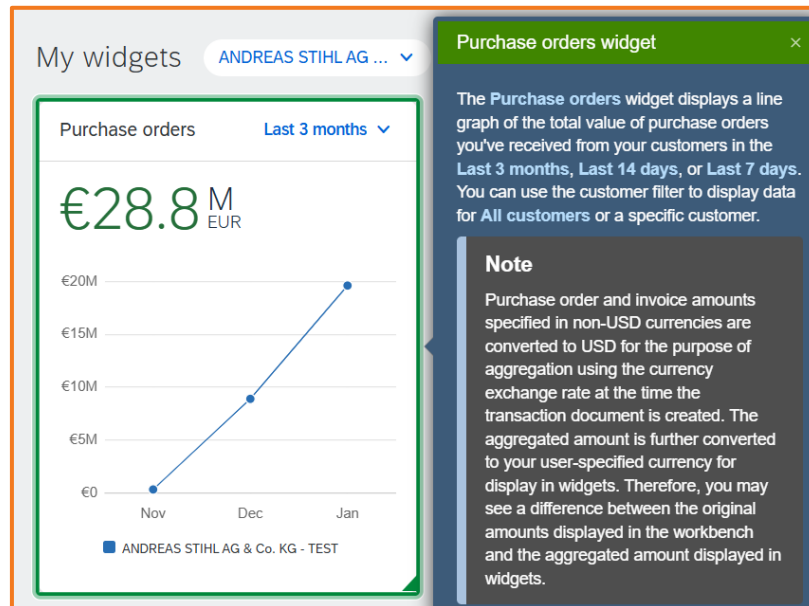 My widgets
ANDREAS STIHL AG ...
Purchase orders
Last 3 months
€28.8 M
EUR
€20M
€15M
€10M
€5M
€0
Nov Dec Jan
ANDREAS STIHL AG & Co. KG - TEST
Purchase orders widget
×
The Purchase orders widget displays a line
graph of the total value of purchase orders
you've received from your customers in the
Last 3 months, Last 14 days, or Last 7 days.
You can use the customer filter to display data
for All customers or a specific customer.
Note
Purchase order and invoice amounts
specified in non-USD currencies are
converted to USD for the purpose of
aggregation using the currency
exchange rate at the time the
transaction document is created. The
aggregated amount is further converted
to your user-specified currency for
display in widgets. Therefore, you may
see a difference between the original
amounts displayed in the workbench
and the aggregated amount displayed in
widgets.